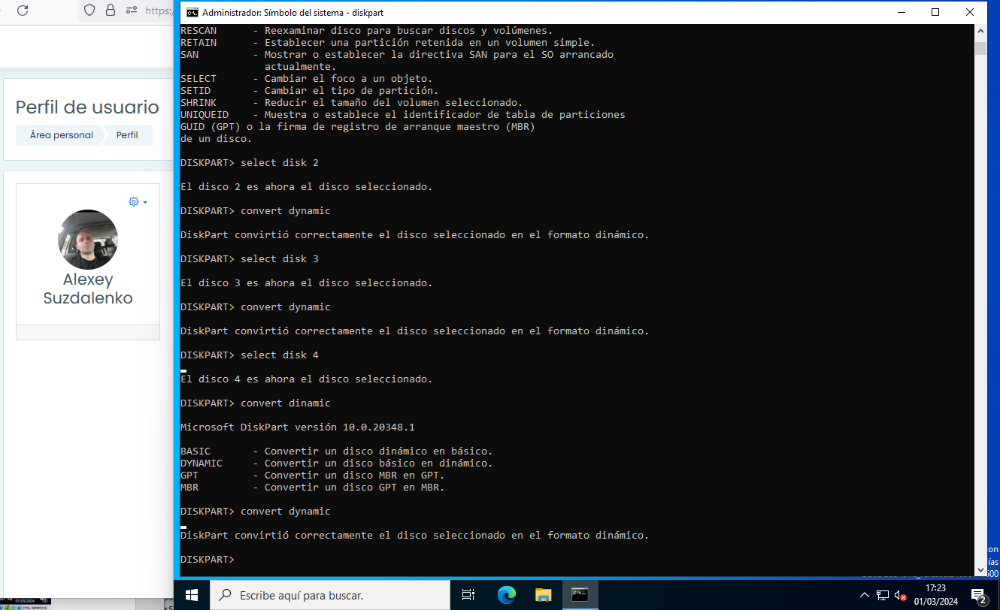 https:/
Perfil de usuario
Área personal
Perfil
Alexey
Suzdalenko
Administrador: Símbolo del sistema - diskpart
RESCAN - Reexaminar disco para buscar discos y volúmenes.
RETAIN - Establecer una partición retenida en un volumen simple.
SAN - Mostrar o establecer la directiva SAN para el SO arrancado
actualmente.
SELECT - Cambiar el foco a un objeto.
SETID - Cambiar el tipo de partición.
SHRINK - Reducir el tamaño del volumen seleccionado.
UNIQUEID - Muestra o establece el identificador de tabla de particiones
GUID (GPT) o la firma de registro de arranque maestro (MBR)
de un disco.
DISKPART> select disk 2
El disco 2 es ahora el disco seleccionado.
DISKPART> convert dynamic
DiskPart convirtió correctamente el disco seleccionado en el formato dinámico.
DISKPART> select disk 3
El disco 3 es ahora el disco seleccionado.
DISKPART> convert dynamic
DiskPart convirtió correctamente el disco seleccionado en el formato dinámico.
DISKPART> select disk 4
El disco 4 es ahora el disco seleccionado.
DISKPART> convert dinamic
Microsoft DiskPart versión 10.0.20348.1
BASIC - Convertir un disco dinámico en básico.
DYNAMIC - Convertir un disco básico en dinámico.
GPT - Convertir un disco MBR en GPT.
MBR - Convertir un disco GPT en MBR.
DISKPART> convert dynamic
DiskPart convirtió correctamente el disco seleccionado en el formato dinámico.
DISKPART>
on
ías
600
Escribe aquí para buscar.
17:23
01/03/2024
2
01/03/2024
CTRL DERECHA